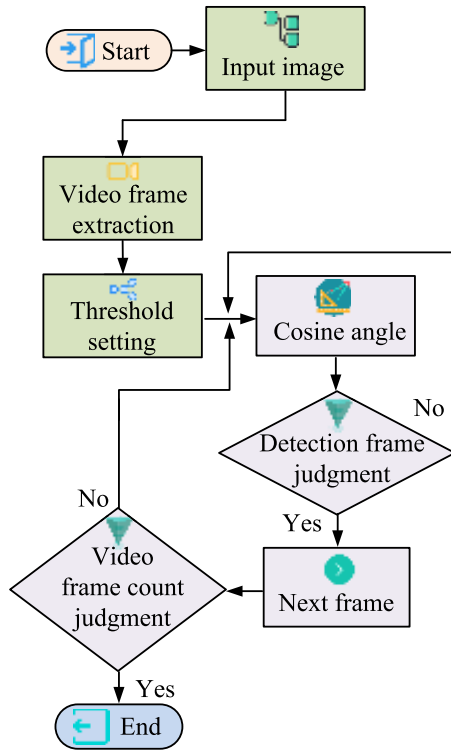 Start
Input image
Video frame
extraction
Threshold
setting
Cosine angle
No
Detection frame
judgment
Yes
Next frame
No
Video
frame count
judgment
Yes
End